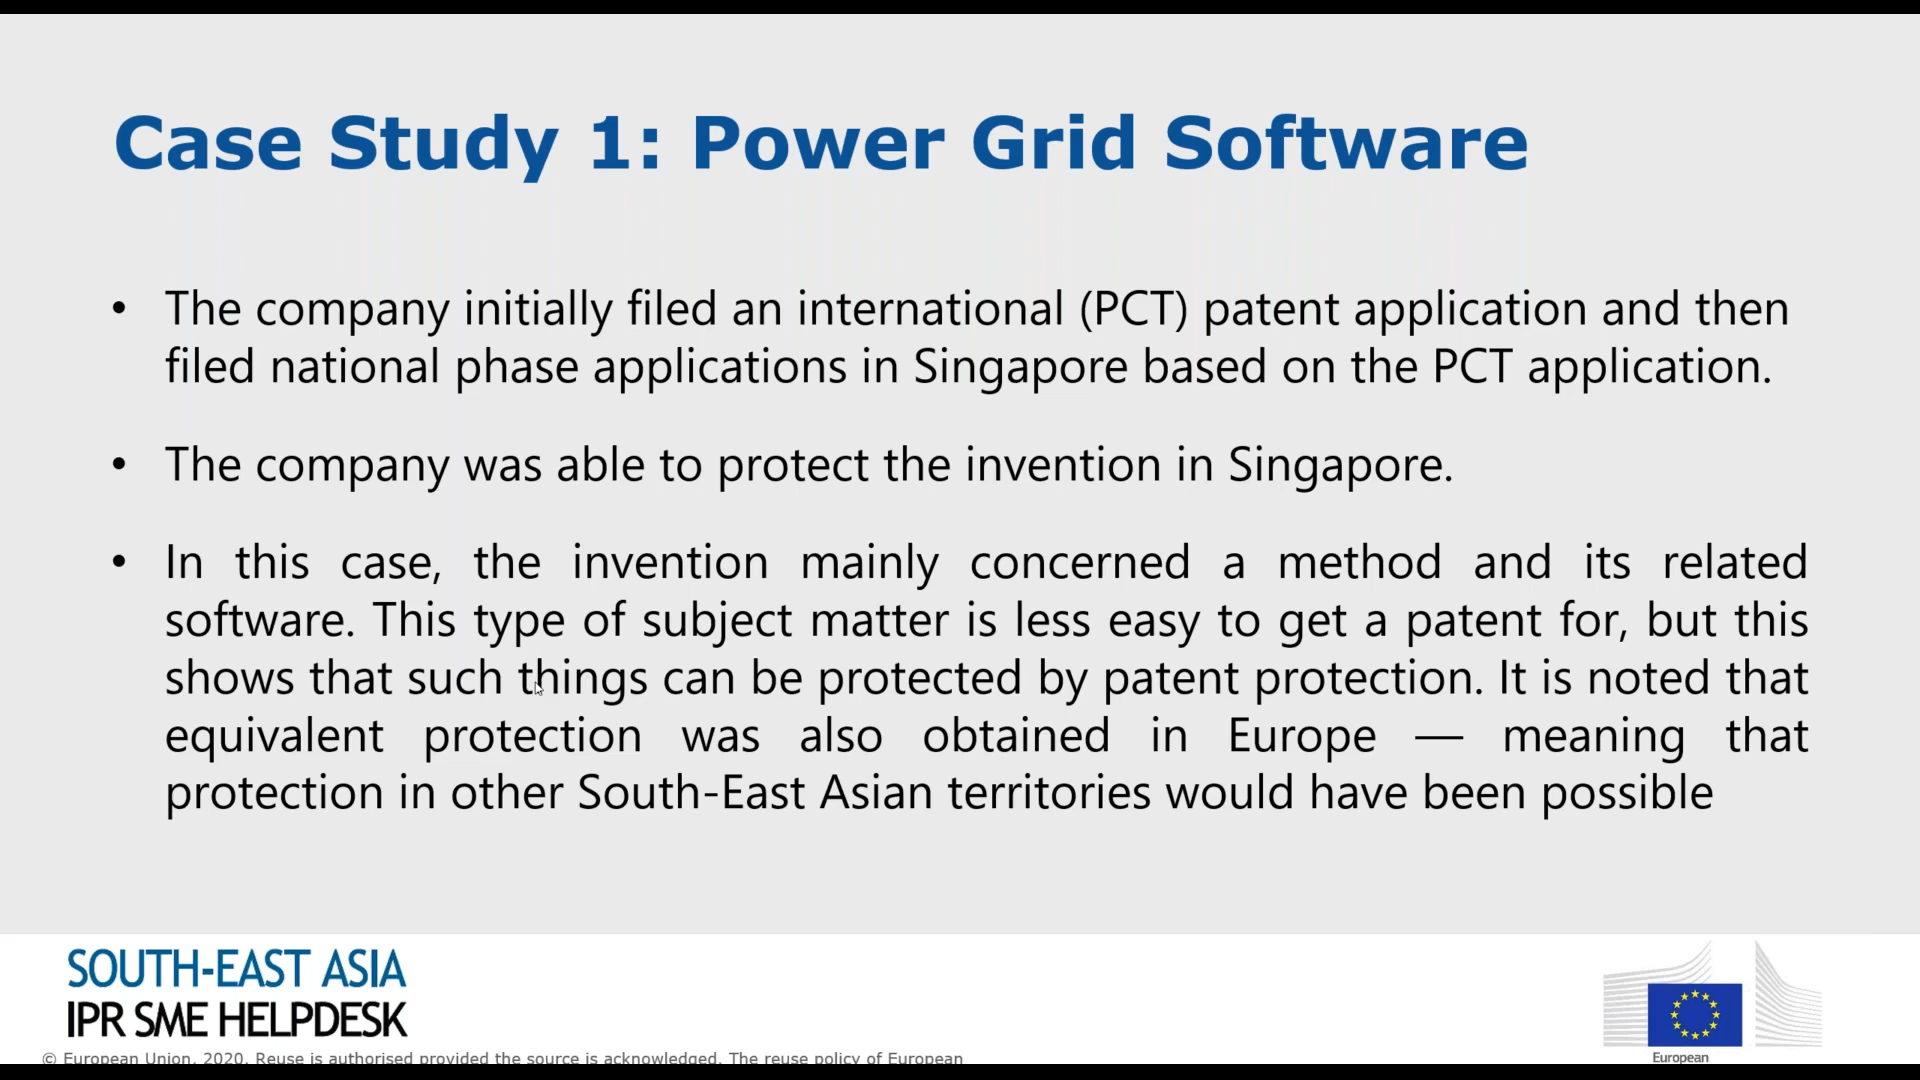 Case Study 1: Power Grid Software
• The company initially filed an international (PCT) patent application and then
filed national phase applications in Singapore based on the PCT application.
• The company was able to protect the invention in Singapore.
• In this case, the invention mainly concerned a method and its related
software. This type of subject matter is less easy to get a patent for, but this
shows that such things can be protected by patent protection. It is noted that
equivalent protection was also obtained in Europe — meaning that
protection in other South-East Asian territories would have been possible
SOUTH-EAST ASIA
IPR SME HELPDESK
© European Union, 2020. Reuse is authorised provided the source is acknowledged. The reuse policy of European
European